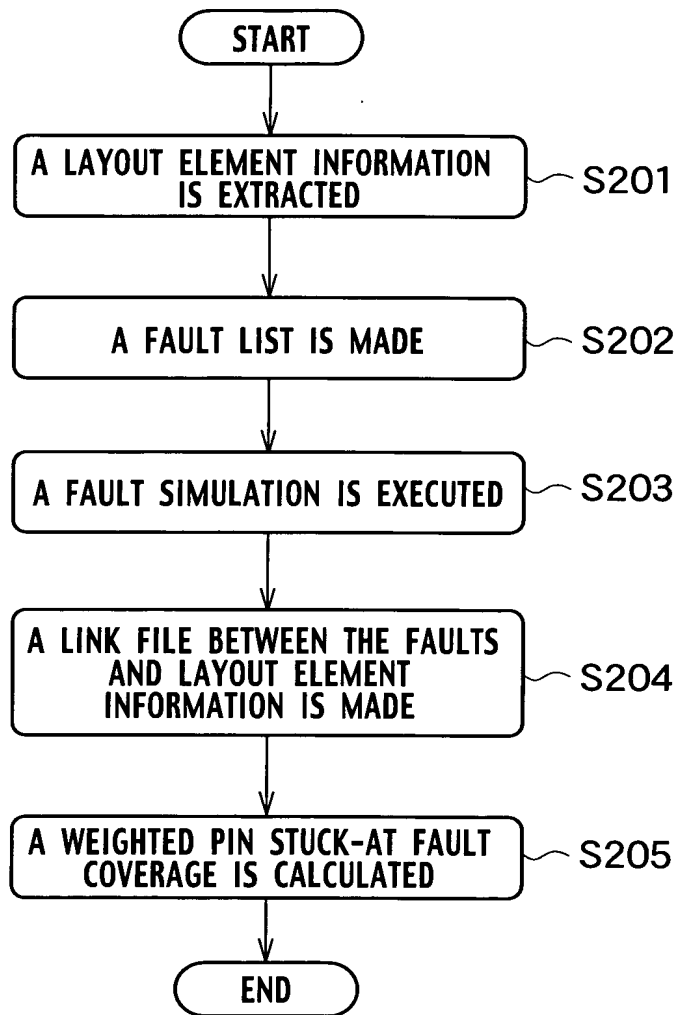 START
A LAYOUT ELEMENT INFORMATION
IS EXTRACTED
S201
A FAULT LIST IS MADE
S202
A FAULT SIMULATION IS EXECUTED
S203
A LINK FILE BETWEEN THE FAULTS
AND LAYOUT ELEMENT
INFORMATION IS MADE
S204
A WEIGHTED PIN STUCK-AT FAULT
COVERAGE IS CALCULATED
S205
END